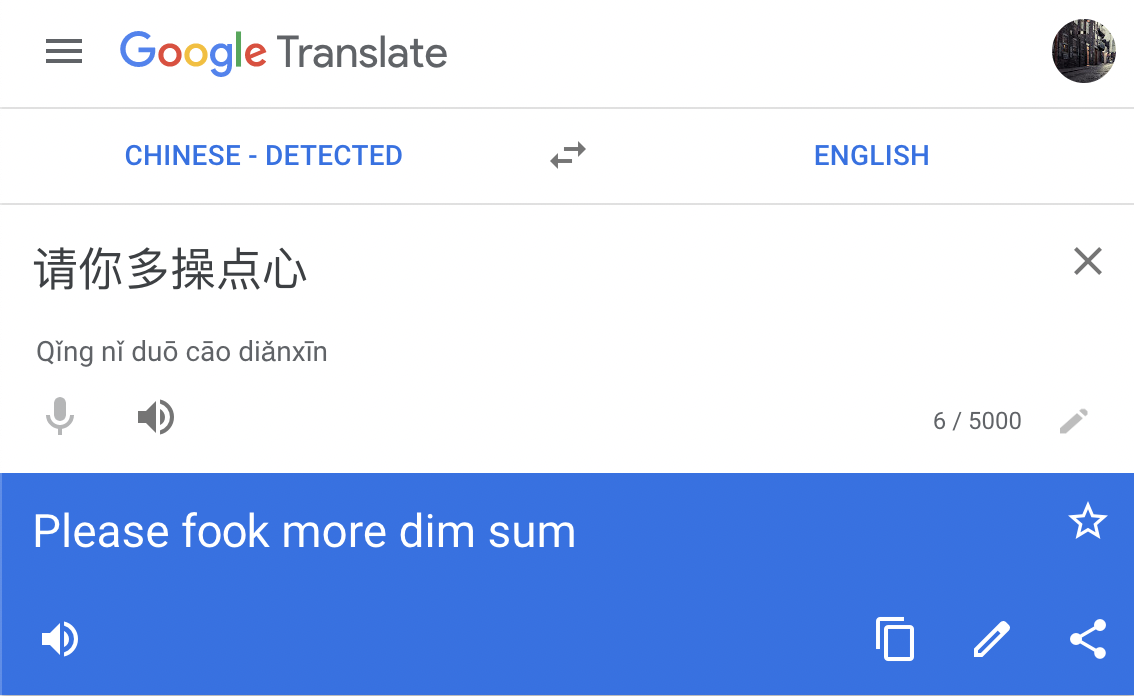 Google Translate
CHINESE - DETECTED
ENGLISH
请你多操点心
Qǐng nǐ duō cāo diǎnxīn
6 / 5000
Please fook more dim sum